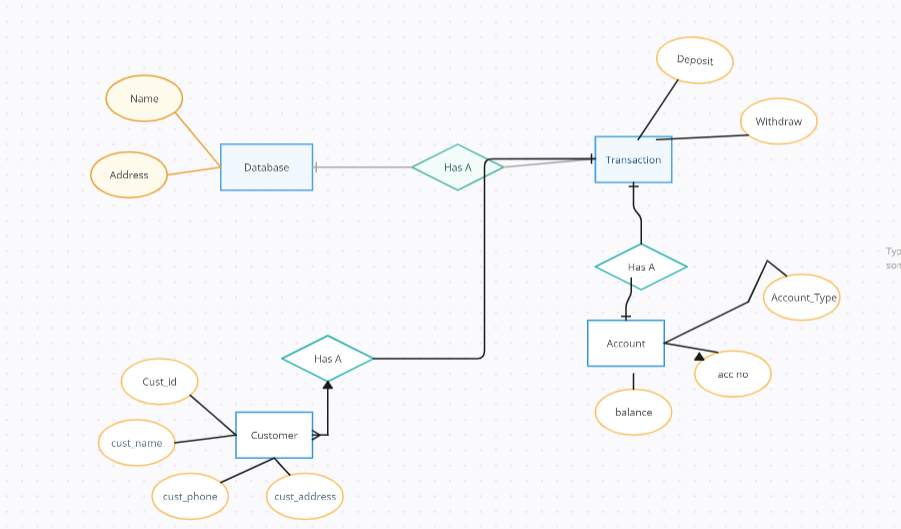 Deposit
Name
Withdraw
Database
Has A
Transaction
Address
Typ
son
Has A
Account_Type
Account
Has A
acc no
Cust_id
balance
Customer
cust_name
cust_phone
cust_address